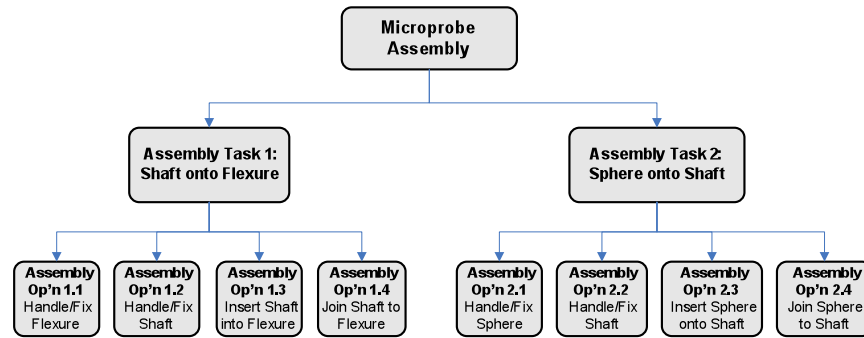 Microprobe
Assembly
Assembly Task 1:
Shaft onto Flexure
Assembly Task 2:
Sphere onto Shaft
Assembly
Op'n 1.1
Handle/Fix
Flexure
Assembly
Op'n 1.2
Handle/Fix
Shaft
Assembly
Op'n 1.3
Insert Shaft
into Flexure
Assembly
Op'n 1.4
Join Shaft to
Flexure
Assembly
Op'n 2.1
Handle/Fix
Sphere
Assembly
Op'n 2.2
Handle/Fix
Shaft
Assembly
Op'n 2.3
Insert Sphere
onto Shaft
Assembly
Op'n 2.4
Join Sphere
to Shaft